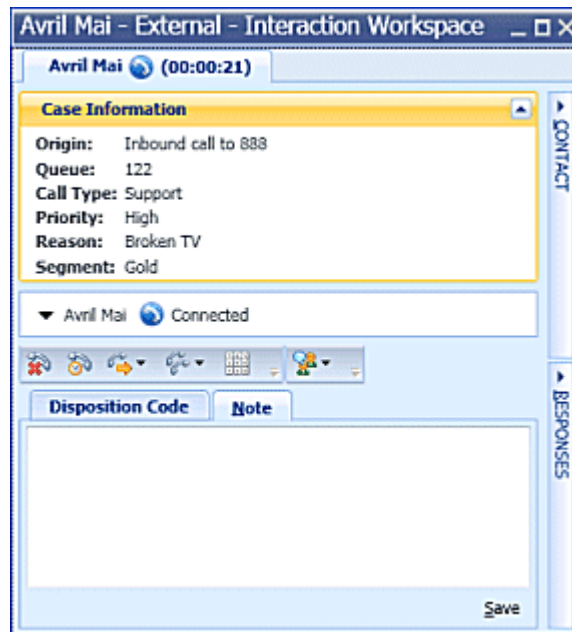 Avril Mai - External - Interaction Workspace
Avril Mai (00:00:21)
Case Information
Origin: Inbound call to 888
Queue: 122
Call Type: Support
Priority: High
Reason: Broken TV
Segment: Gold
Avril Mai Connected
Disposition Code Note
Save
CONTACT
RESPONSES